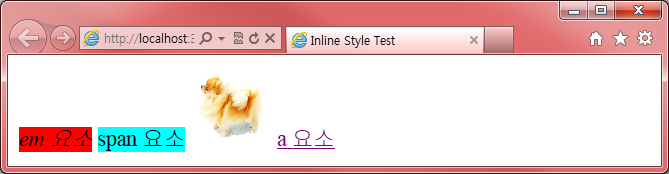 http://localhost:3
Inline Style Test
em 요소 span 요소 a 요소